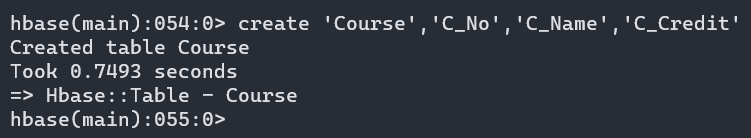 hbase(main):054:0> create 'Course','C_No','C_Name','C_Credit'
Created table Course
Took 0.7493 seconds
=> Hbase::Table - Course
hbase(main):055:0>